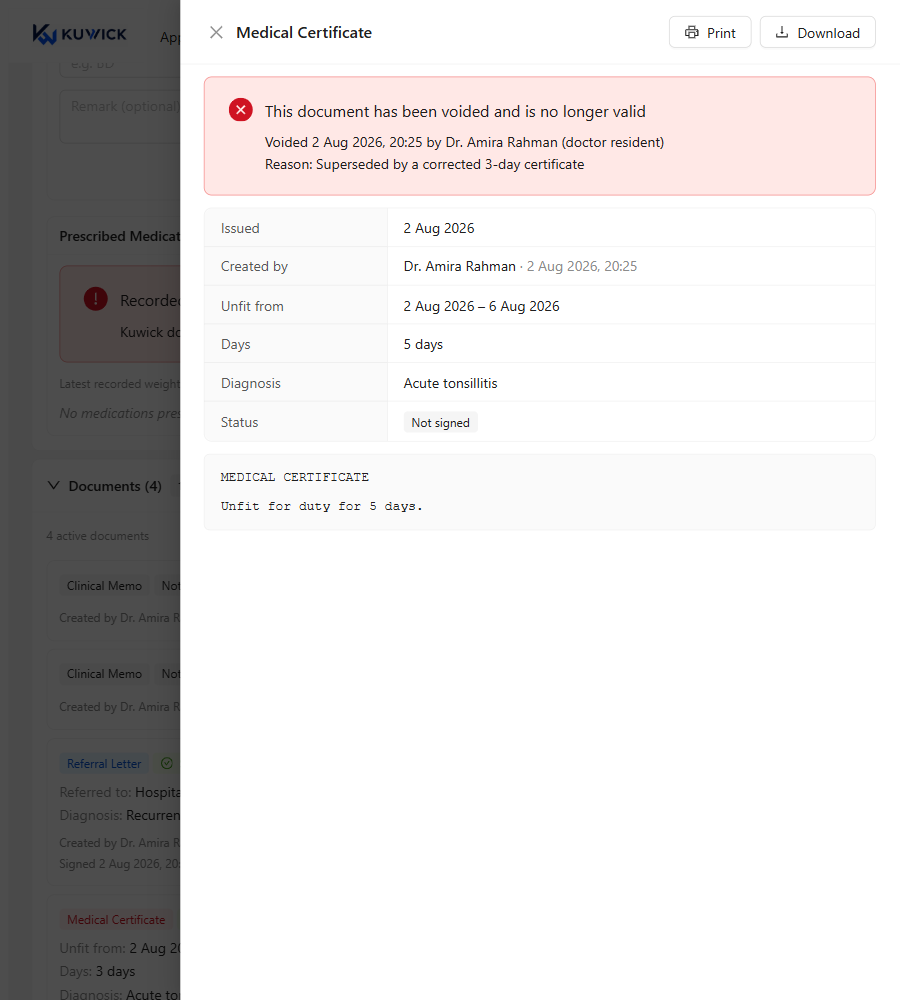 KUWICK
App
Medical Certificate
Print
Download
e.g. BD
Remark (optional)
This document has been voided and is no longer valid
Voided 2 Aug 2026, 20:25 by Dr. Amira Rahman (doctor resident)
Reason: Superseded by a corrected 3-day certificate
Issued
2 Aug 2026
Created by
Dr. Amira Rahman · 2 Aug 2026, 20:25
Unfit from
2 Aug 2026 – 6 Aug 2026
Days
5 days
Diagnosis
Acute tonsillitis
Status
Not signed
MEDICAL CERTIFICATE
Unfit for duty for 5 days.
Prescribed Medicat
Recorde
Kuwick do
Latest recorded weight
No medications pres
Documents (4)
4 active documents
Clinical Memo
Not
Created by Dr. Amira R
Clinical Memo
Not
Created by Dr. Amira R
Referral Letter
Referred to: Hospita
Diagnosis: Recurren
Created by Dr. Amira R
Signed 2 Aug 2026, 20:
Medical Certificate
Unfit from: 2 Aug 20
Days: 3 days
Diagnosis: Acute to